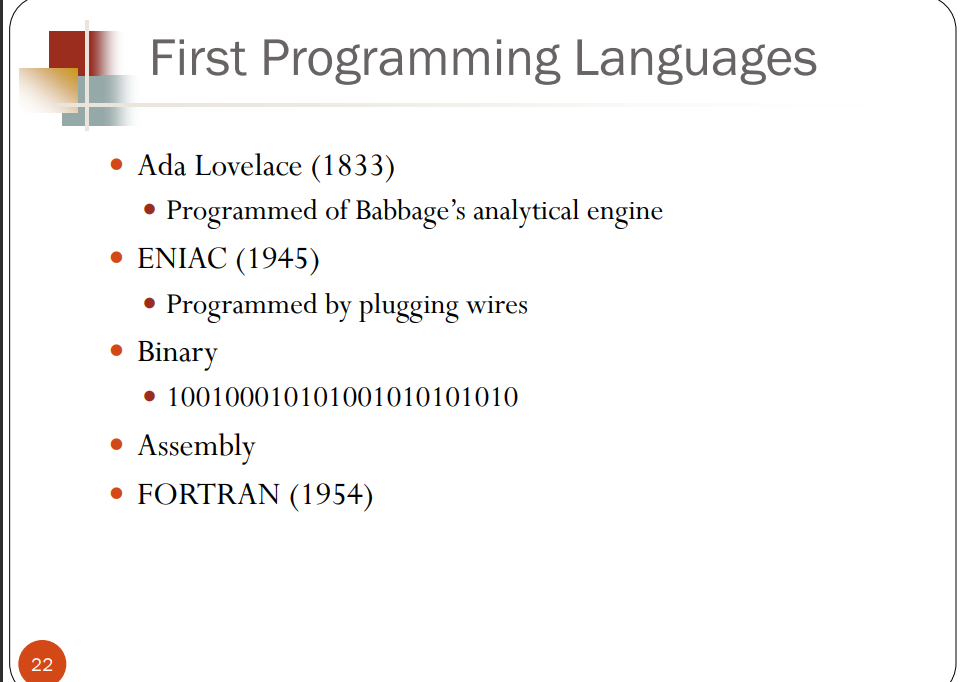 First Programming Languages
Ada Lovelace (1833)
Programmed of Babbage’s analytical engine
ENIAC (1945)
Programmed by plugging wires
Binary
100100010101001010101010
Assembly
FORTRAN (1954)
22